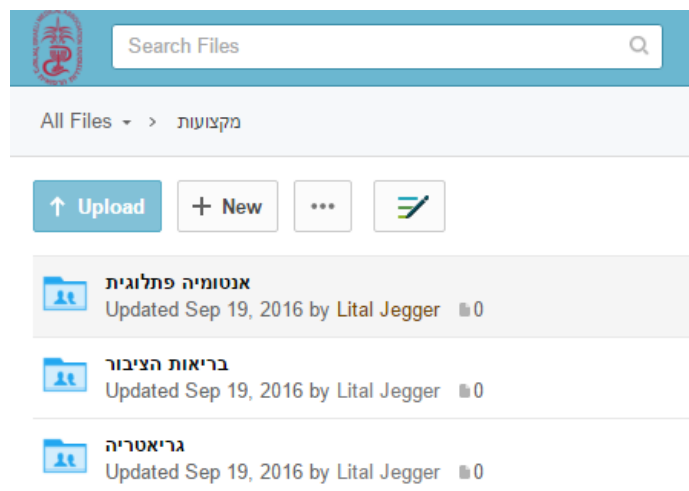 Search Files
All Files > מקצועות
Upload + New ...
אנטומיה פתלוגית
Updated Sep 19, 2016 by Lital Jegger 0
בריאות הציבור
Updated Sep 19, 2016 by Lital Jegger 0
גריאטריה
Updated Sep 19, 2016 by Lital Jegger 0